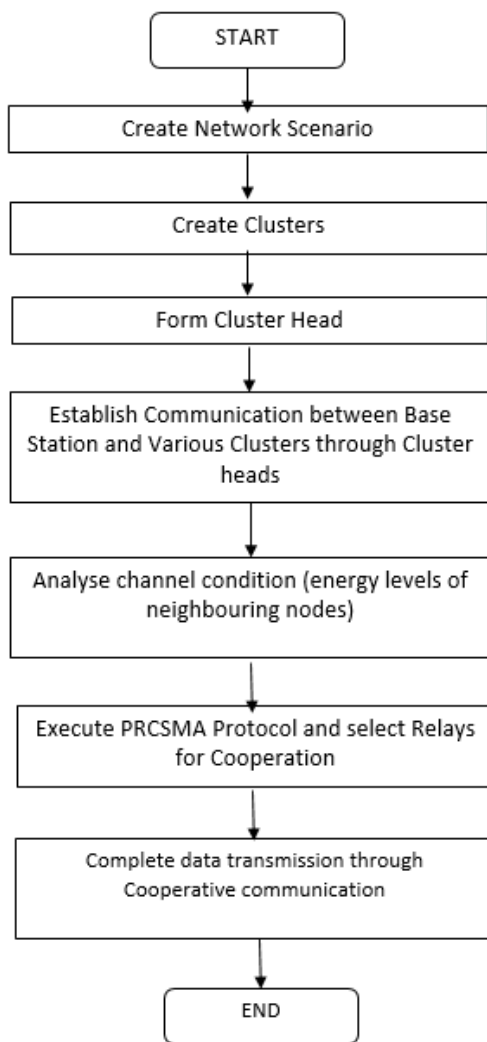 START
Create Network Scenario
Create Clusters
Form Cluster Head
Establish Communication between Base
Station and Various Clusters through Cluster
heads
Analyse channel condition (energy levels of
neighbouring nodes)
Execute PRCSMA Protocol and select Relays
for Cooperation
Complete data transmission through
Cooperative communication
END